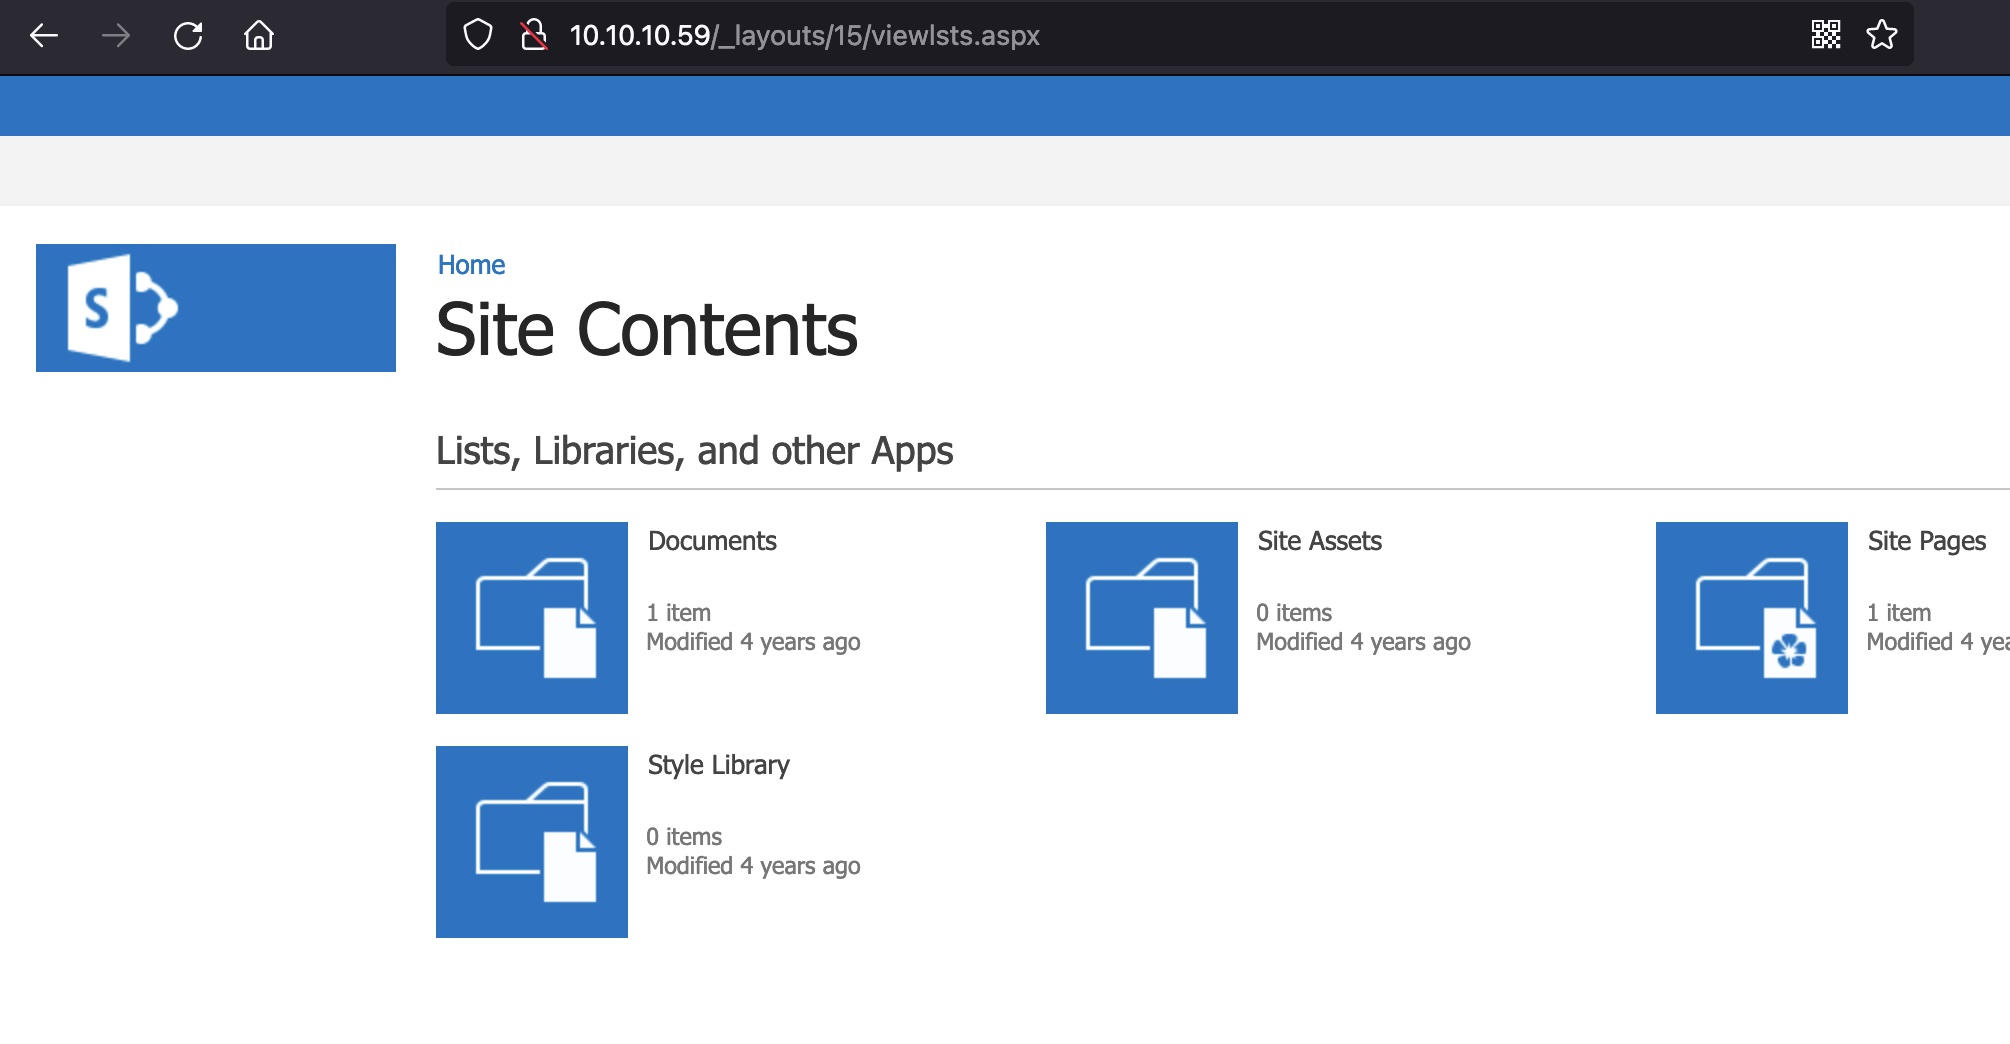 10.10.10.59/_layouts/15/viewlsts.aspx
S
Home
Site Contents
Lists, Libraries, and other Apps
Documents
1 item
Modified 4 years ago
Site Assets
0 items
Modified 4 years ago
Site Pages
1 item
Modified 4
Style Library
0 items
Modified 4 years ago